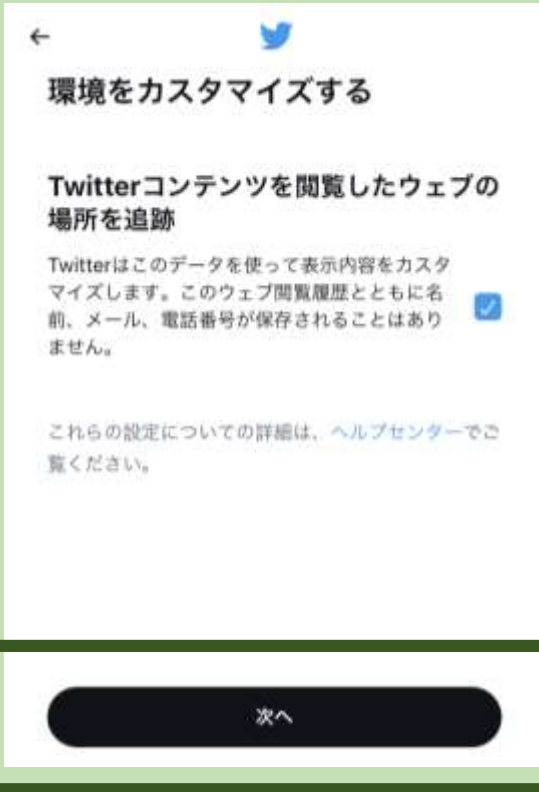 環境をカスタマイズする
Twitterコンテンツを閲覧したウェブの
場所を追跡
Twitterはこのデータを使って表示内容をカスタ
マイズします。このウェブ閲覧履歴とともに名
前、メール、電話番号が保存されることはあり
ません。
これらの設定についての詳細は、ヘルプセンターでご
覧ください。
次へ